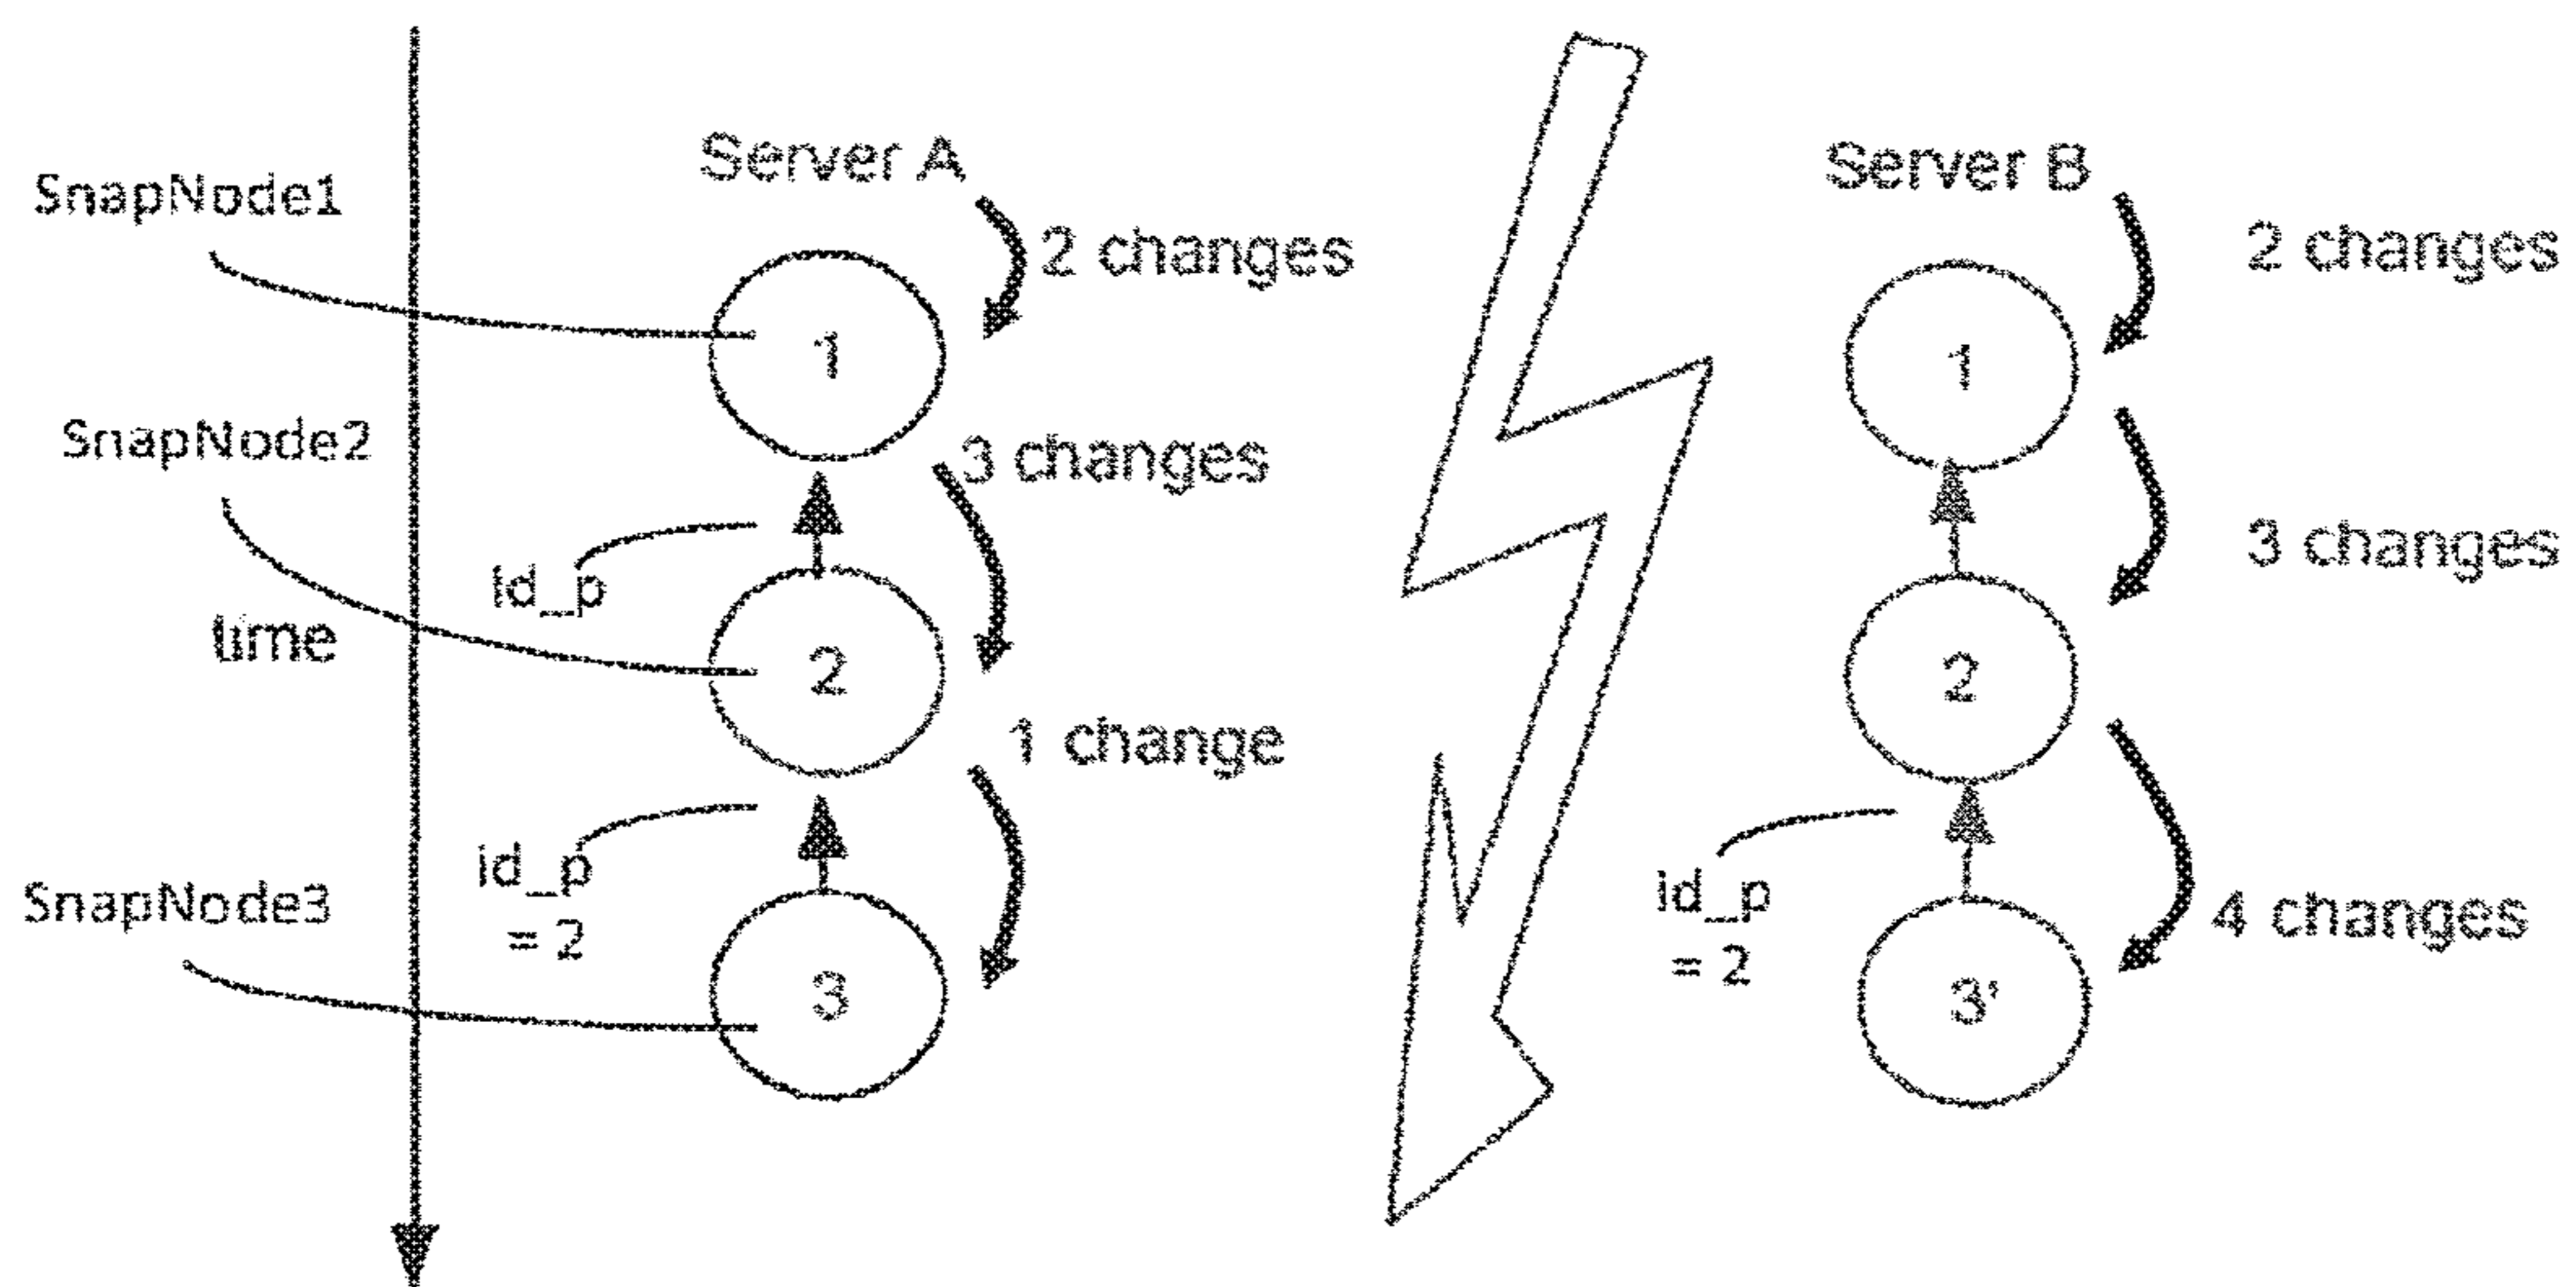 Server A
Server B
SnapNode1
2 changes
2 changes
1
1
SnapNode2
3 changes
3 changes
id_p
time
2
2
1 change
id_p
= 2
id_p
= 2
SnapNode3
4 changes
3
3'